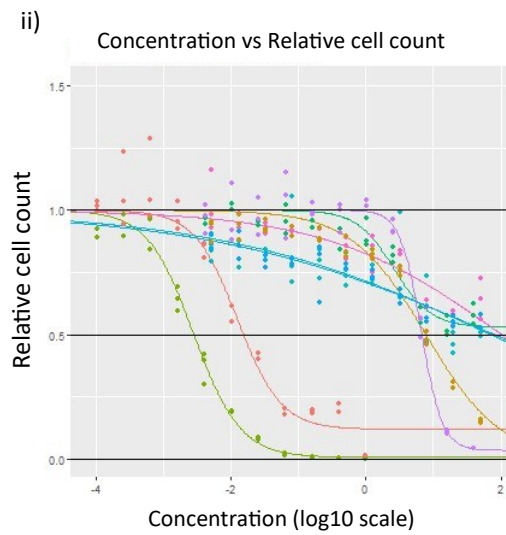 ii)
Concentration vs Relative cell count
1.5
1.0
0.5
0.0
Relative cell count
-4
-2
0
2
Concentration (log10 scale)